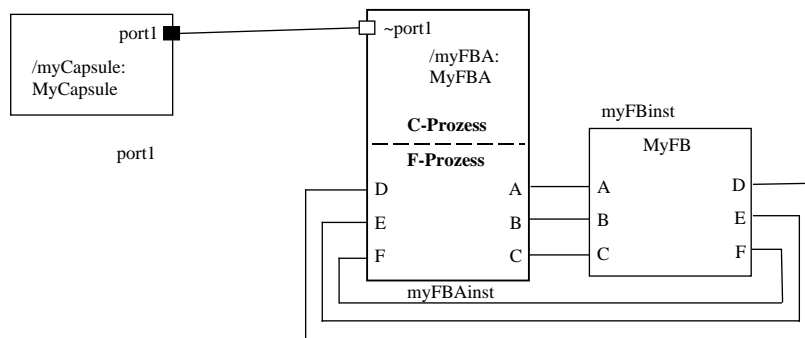 port1
/myCapsule:
MyCapsule
port1
~port1
/myFBA:
MyFBA
C-Prozess
F-Prozess
D
E
F
A
B
C
myFBAinst
myFBinst
MyFB
A
B
C
D
E
F